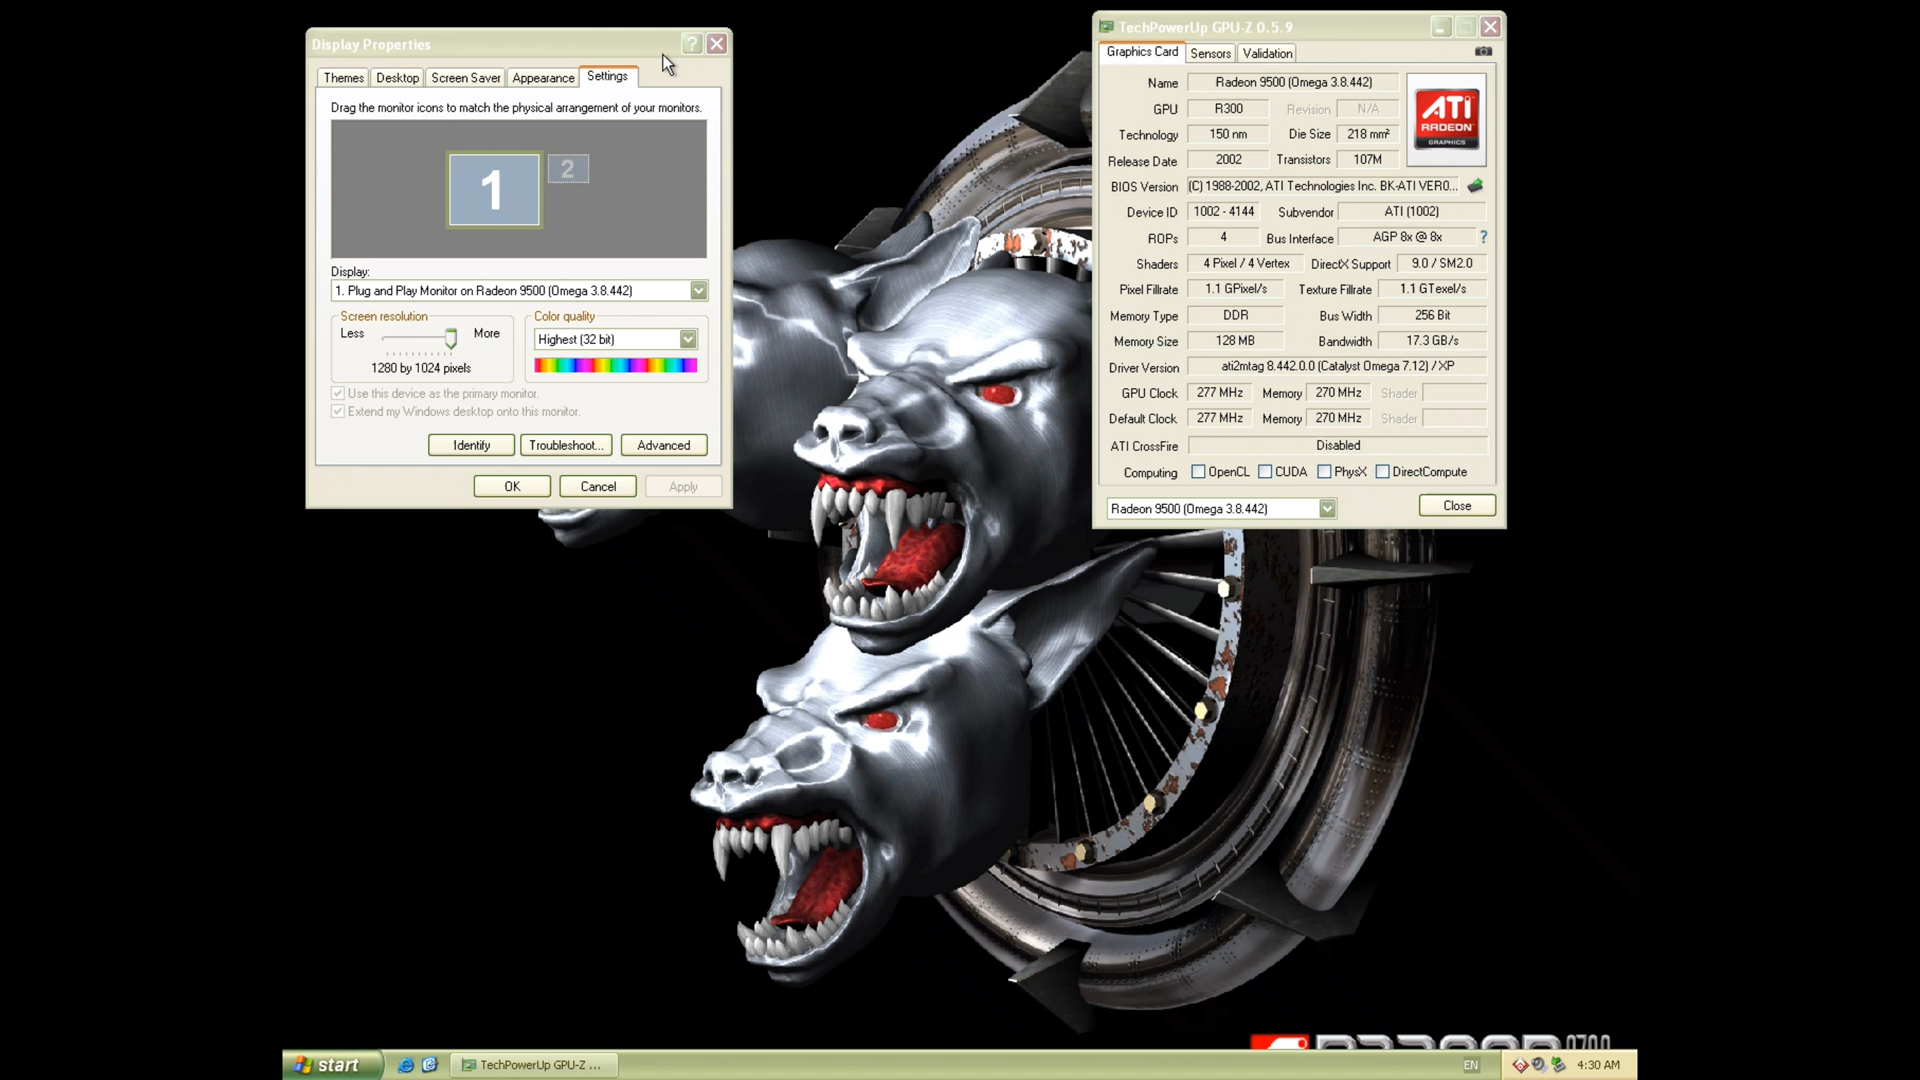 Display Properties
Themes
Desktop
Screen Saver
Appearance
Settings
Drag the monitor icons to match the physical arrangement of your monitors.
1
2
Display:
1. Plug and Play Monitor on Radeon 9500 (Omega 3.8.442)
Screen resolution
Less
More
1280 by 1024 pixels
Color quality
Highest (32 bit)
Use this device as the primary monitor.
Extend my Windows desktop onto this monitor.
Identify
Troubleshoot...
Advanced
OK
Cancel
Apply
TechPowerUp GPU-Z 0.5.9
Graphics Card
Sensors
Validation
Name Radeon 9500 (Omega 3.8.442)
GPU R300 Revision N/A
Technology 150 nm Die Size 218 mm²
Release Date 2002 Transistors 107M
ATI
RADEON
GRAPHICS
BIOS Version (C) 1988-2002, ATI Technologies Inc. BK-ATI VER0...
Device ID 1002 - 4144 Subvendor ATI (1002)
ROPs 4 Bus Interface AGP 8x @ 8x ?
Shaders 4 Pixel / 4 Vertex DirectX Support 9.0 / SM2.0
Pixel Fillrate 1.1 GPixel/s Texture Fillrate 1.1 GTexel/s
Memory Type DDR Bus Width 256 Bit
Memory Size 128 MB Bandwidth 17.3 GB/s
Driver Version ati2mtag 8.442.0.0 (Catalyst Omega 7.12) / XP
GPU Clock 277 MHz Memory 270 MHz Shader
Default Clock 277 MHz Memory 270 MHz Shader
ATI CrossFire Disabled
Computing OpenCL CUDA PhysX DirectCompute
Radeon 9500 (Omega 3.8.442)
Close
start
TechPowerUp GPU-Z ...
EN
4:30 AM